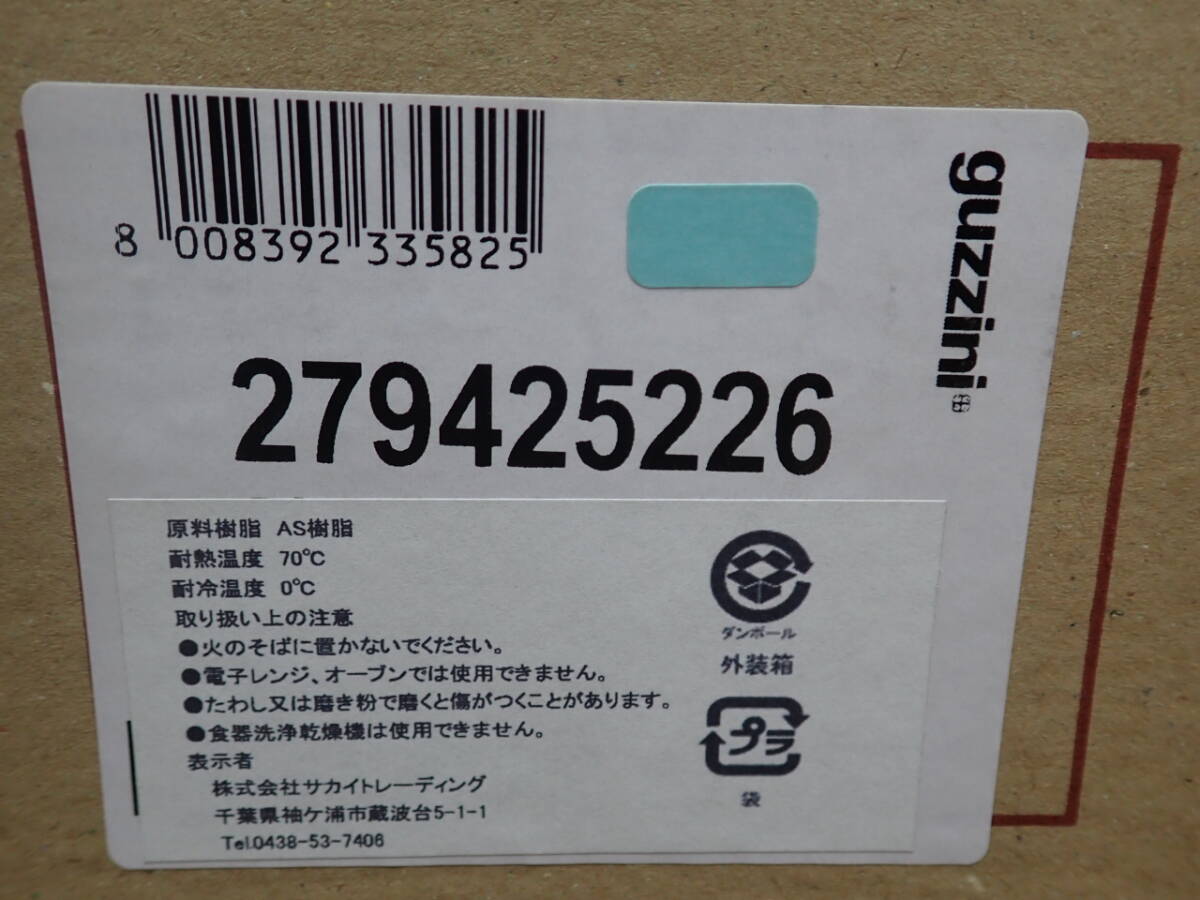 8 008392 335825
guzzini
279425226
原料樹脂 AS樹脂
耐熱温度 70℃
耐冷温度 0℃
取り扱い上の注意
●火のそばに置かないでください。
●電子レンジ、オーブンでは使用できません。
●たわし又は磨き粉で磨くと傷がつくことがあります。
●食器洗浄乾燥機は使用できません。
表示者
株式会社サカイトレーディング
千葉県袖ケ浦市蔵波台5-1-1
Tel.0438-53-7406
ダンボール
外装箱
プラ
袋